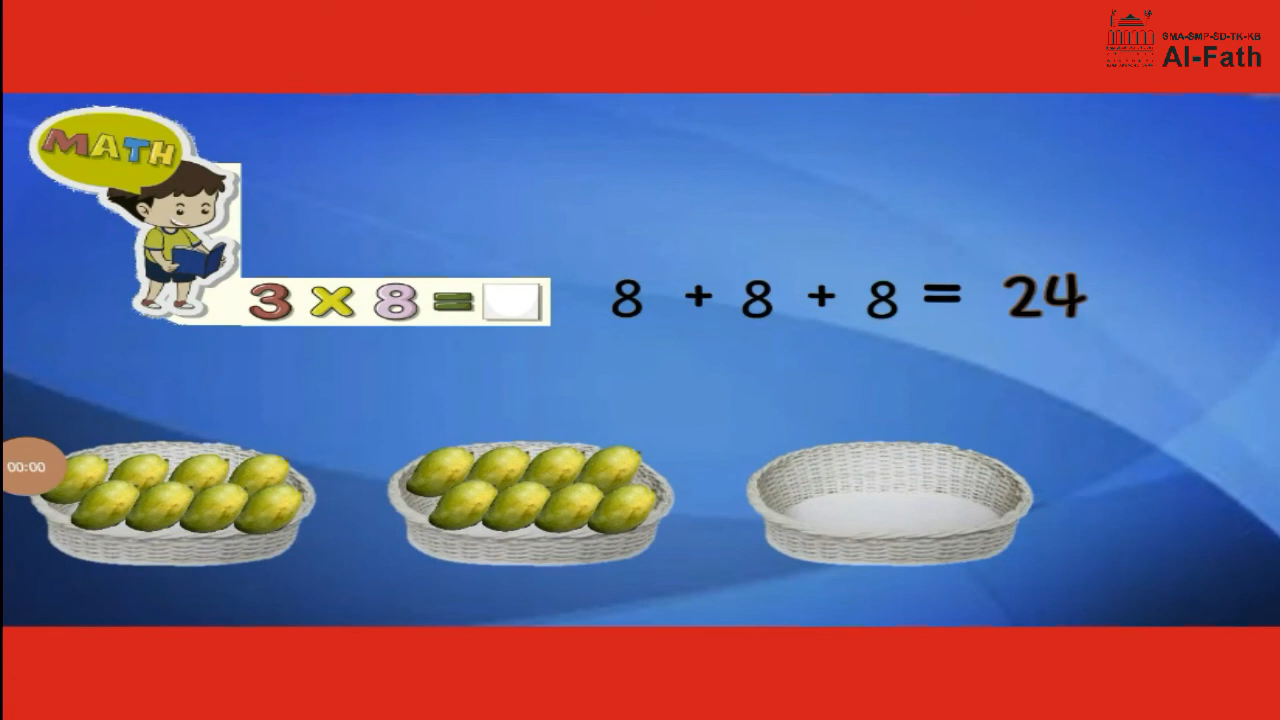 SMA-SMP-SD-TK-KB
Al-Fath
MATH
3 x 8 =
8 + 8 + 8 = 24
00:00